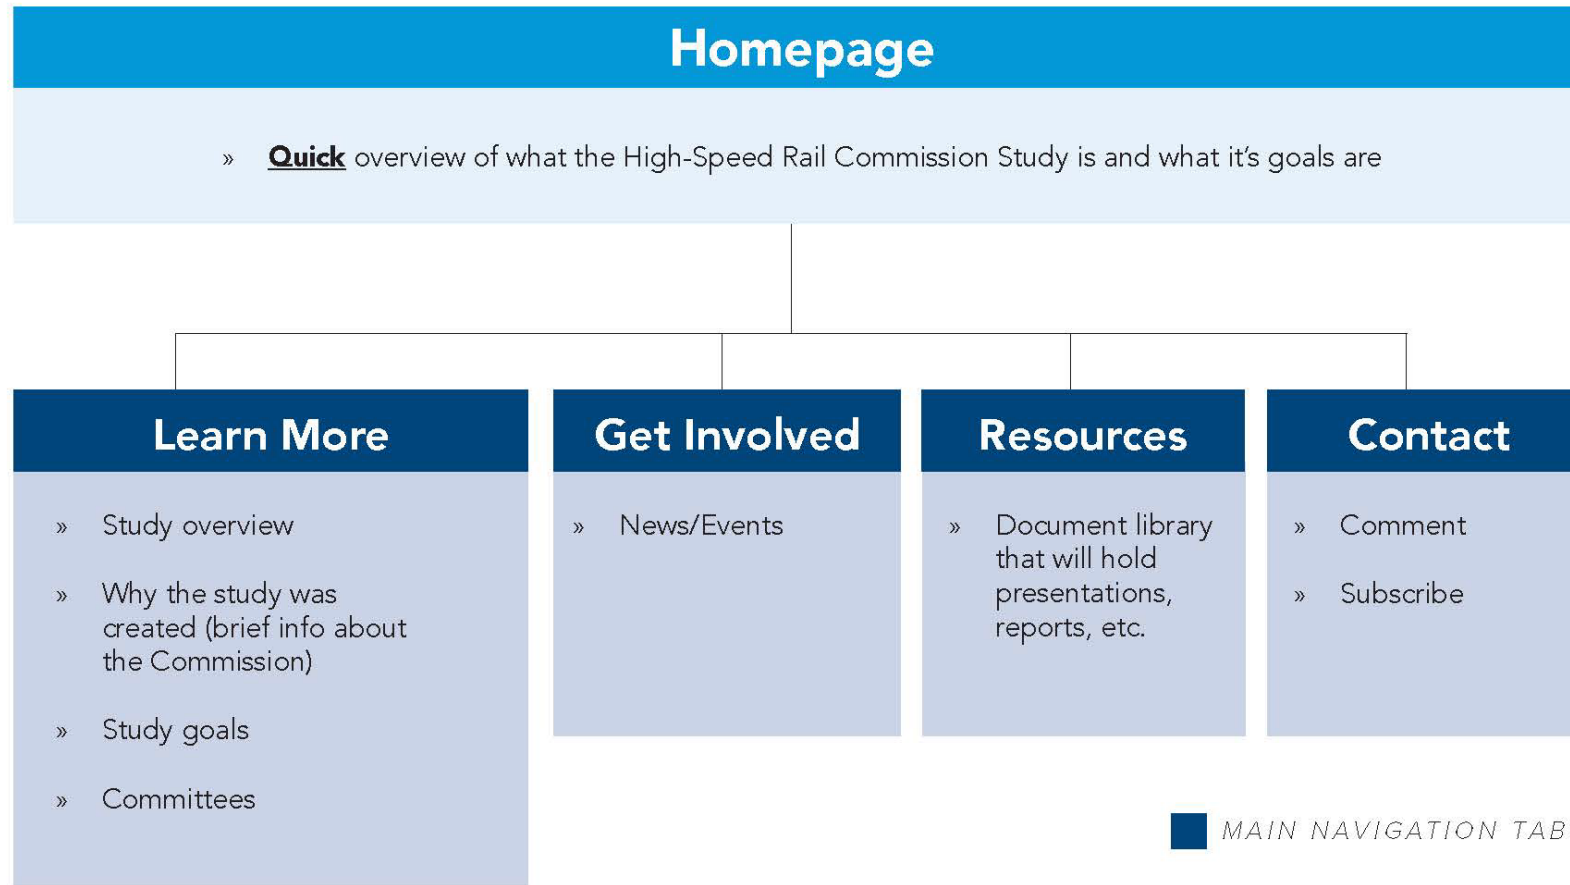 Homepage
» Quick overview of what the High-Speed Rail Commission Study is and what it's goals are
Learn More
» Study overview
» Why the study was
created (brief info about
the Commission)
» Study goals
» Committees
Get Involved
» News/Events
Resources
» Document library
that will hold
presentations,
reports, etc.
Contact
» Comment
» Subscribe
MAIN NAVIGATION TAB